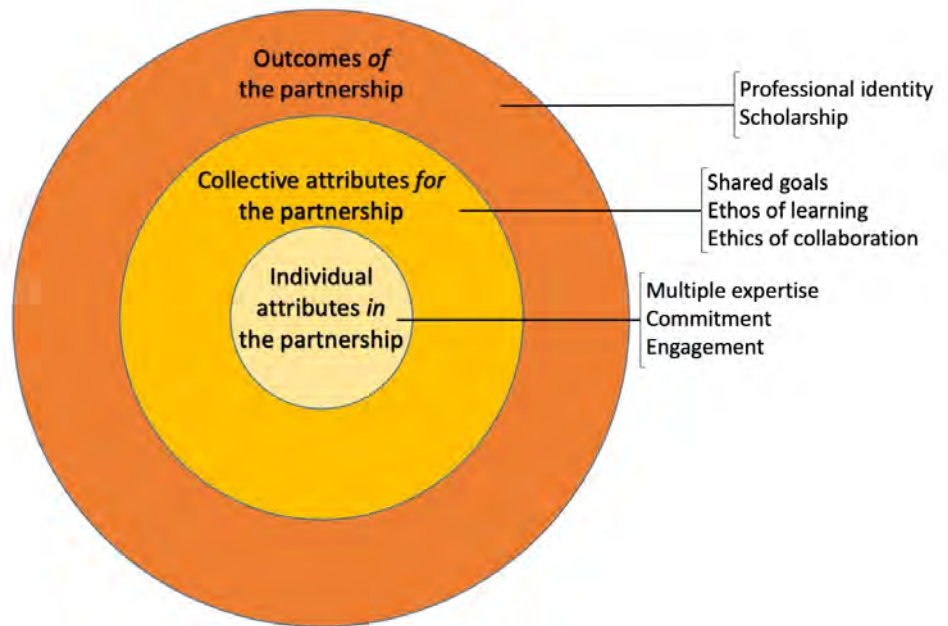 Outcomes of
the partnership
Professional identity
Scholarship
Collective attributes for
the partnership
Shared goals
Ethos of learning
Ethics of collaboration
Individual
attributes in
the partnership
Multiple expertise
Commitment
Engagement